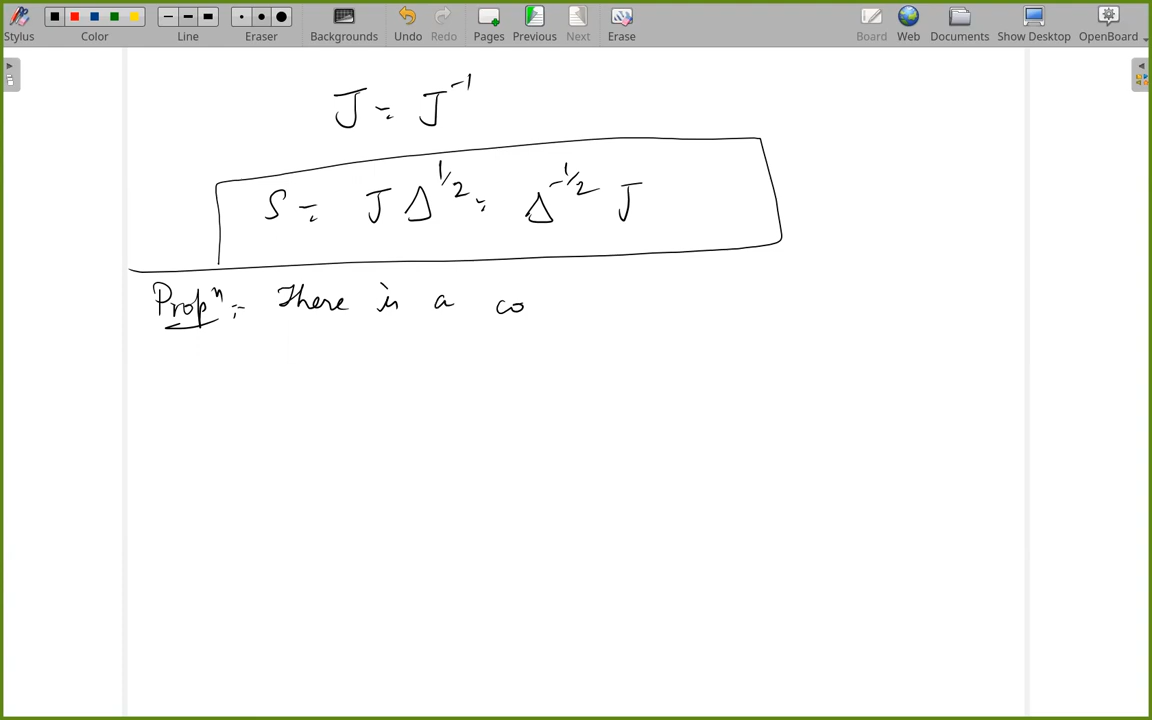 Stylus Color Line Eraser Backgrounds Undo Redo Pages Previous Next Erase Board Web Documents Show Desktop OpenBoard
J = J⁻¹
S = J Δ^{1/2} = Δ^{-1/2} J
Propⁿ :- There is a co